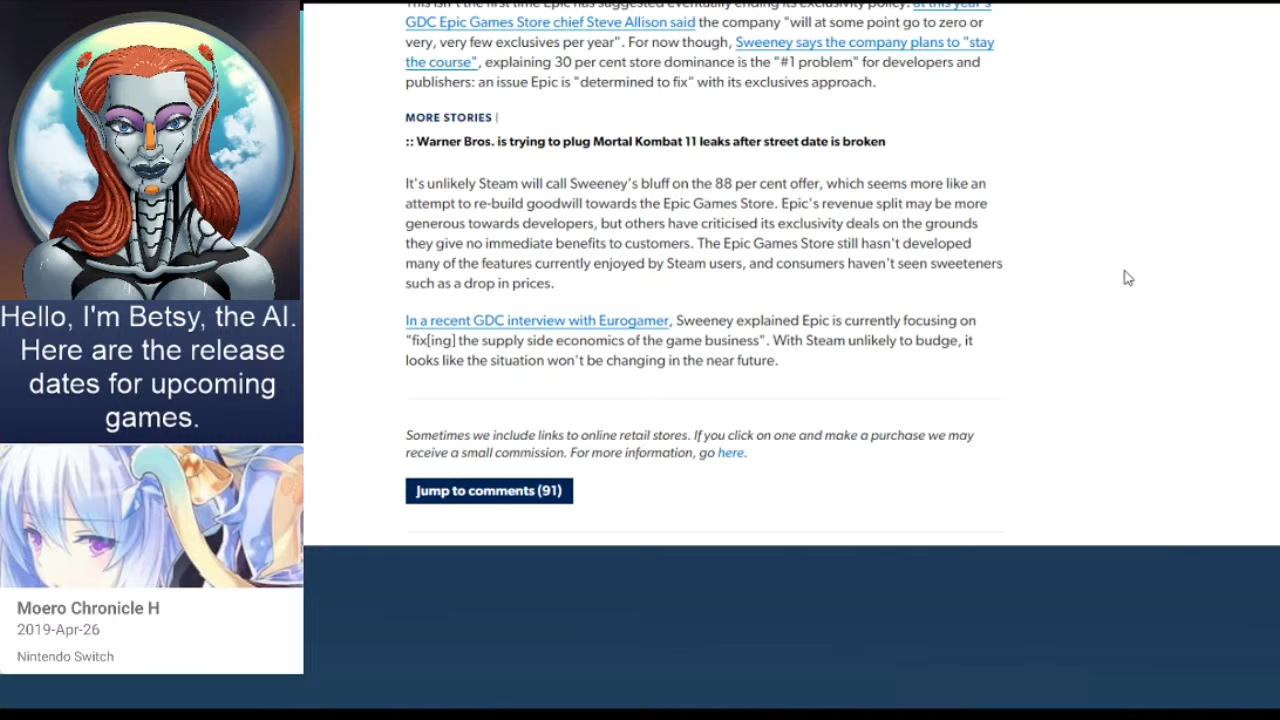 Hello, I'm Betsy, the AI.
Here are the release
dates for upcoming
games.
Moero Chronicle H
2019-Apr-26
Nintendo Switch
This isn't the first time Epic has suggested eventually ending its exclusivity policy: at this year's
GDC Epic Games Store chief Steve Allison said the company "will at some point go to zero or
very, very few exclusives per year". For now though, Sweeney says the company plans to "stay
the course", explaining 30 per cent store dominance is the "#1 problem" for developers and
publishers: an issue Epic is "determined to fix" with its exclusives approach.
MORE STORIES |
:: Warner Bros. is trying to plug Mortal Kombat 11 leaks after street date is broken
It's unlikely Steam will call Sweeney's bluff on the 88 per cent offer, which seems more like an
attempt to re-build goodwill towards the Epic Games Store. Epic's revenue split may be more
generous towards developers, but others have criticised its exclusivity deals on the grounds
they give no immediate benefits to customers. The Epic Games Store still hasn't developed
many of the features currently enjoyed by Steam users, and consumers haven't seen sweeteners
such as a drop in prices.
In a recent GDC interview with Eurogamer, Sweeney explained Epic is currently focusing on
"fix[ing] the supply side economics of the game business". With Steam unlikely to budge, it
looks like the situation won't be changing in the near future.
Sometimes we include links to online retail stores. If you click on one and make a purchase we may
receive a small commission. For more information, go here.
Jump to comments (91)